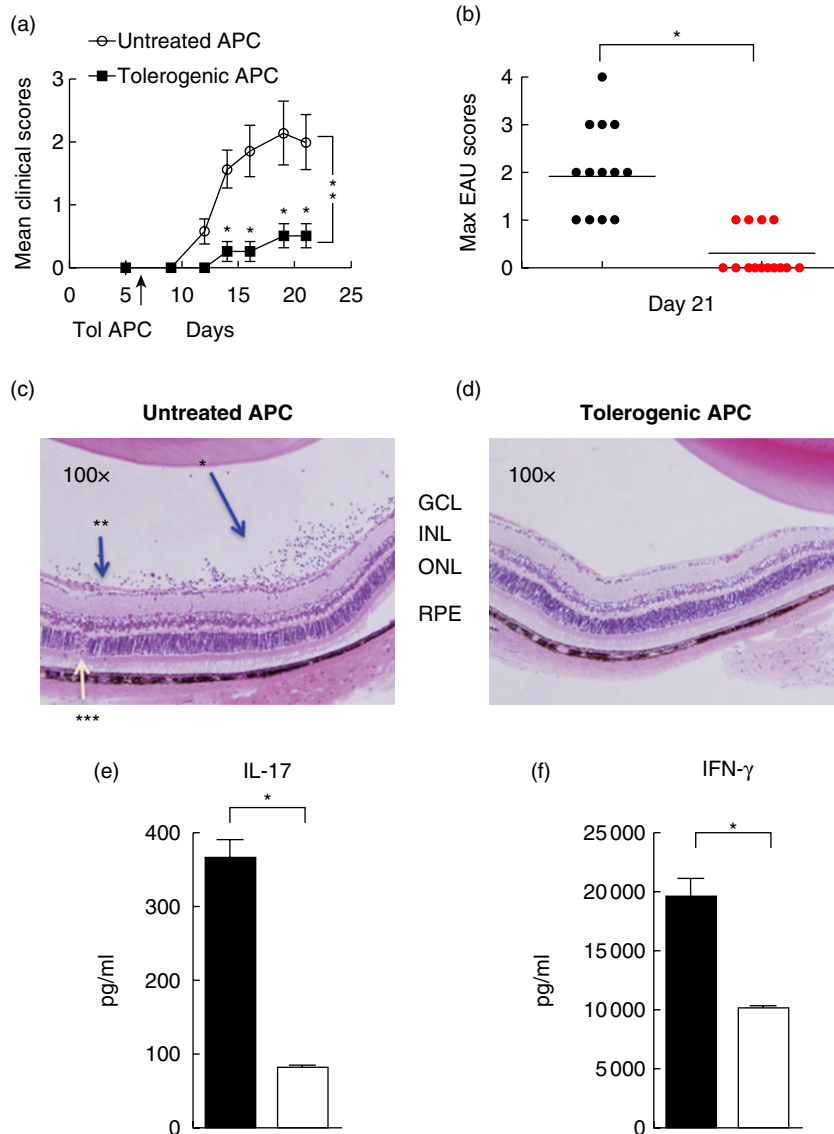 (a)
Untreated APC
Tolerogenic APC
Mean clinical scores
3
2
1
0
* * * *
**
0 5 10 15 20 25
Tol APC Days
(b)
*
Max EAU scores
4
3
2
1
0
Day 21
(c)
Untreated APC
100×
*
**
***
GCL
INL
ONL
RPE
(d)
Tolerogenic APC
100×
(e)
IL-17
*
pg/ml
400
300
200
100
0
(f)
IFN-γ
*
pg/ml
25 000
20 000
15 000
10 000
5000
0